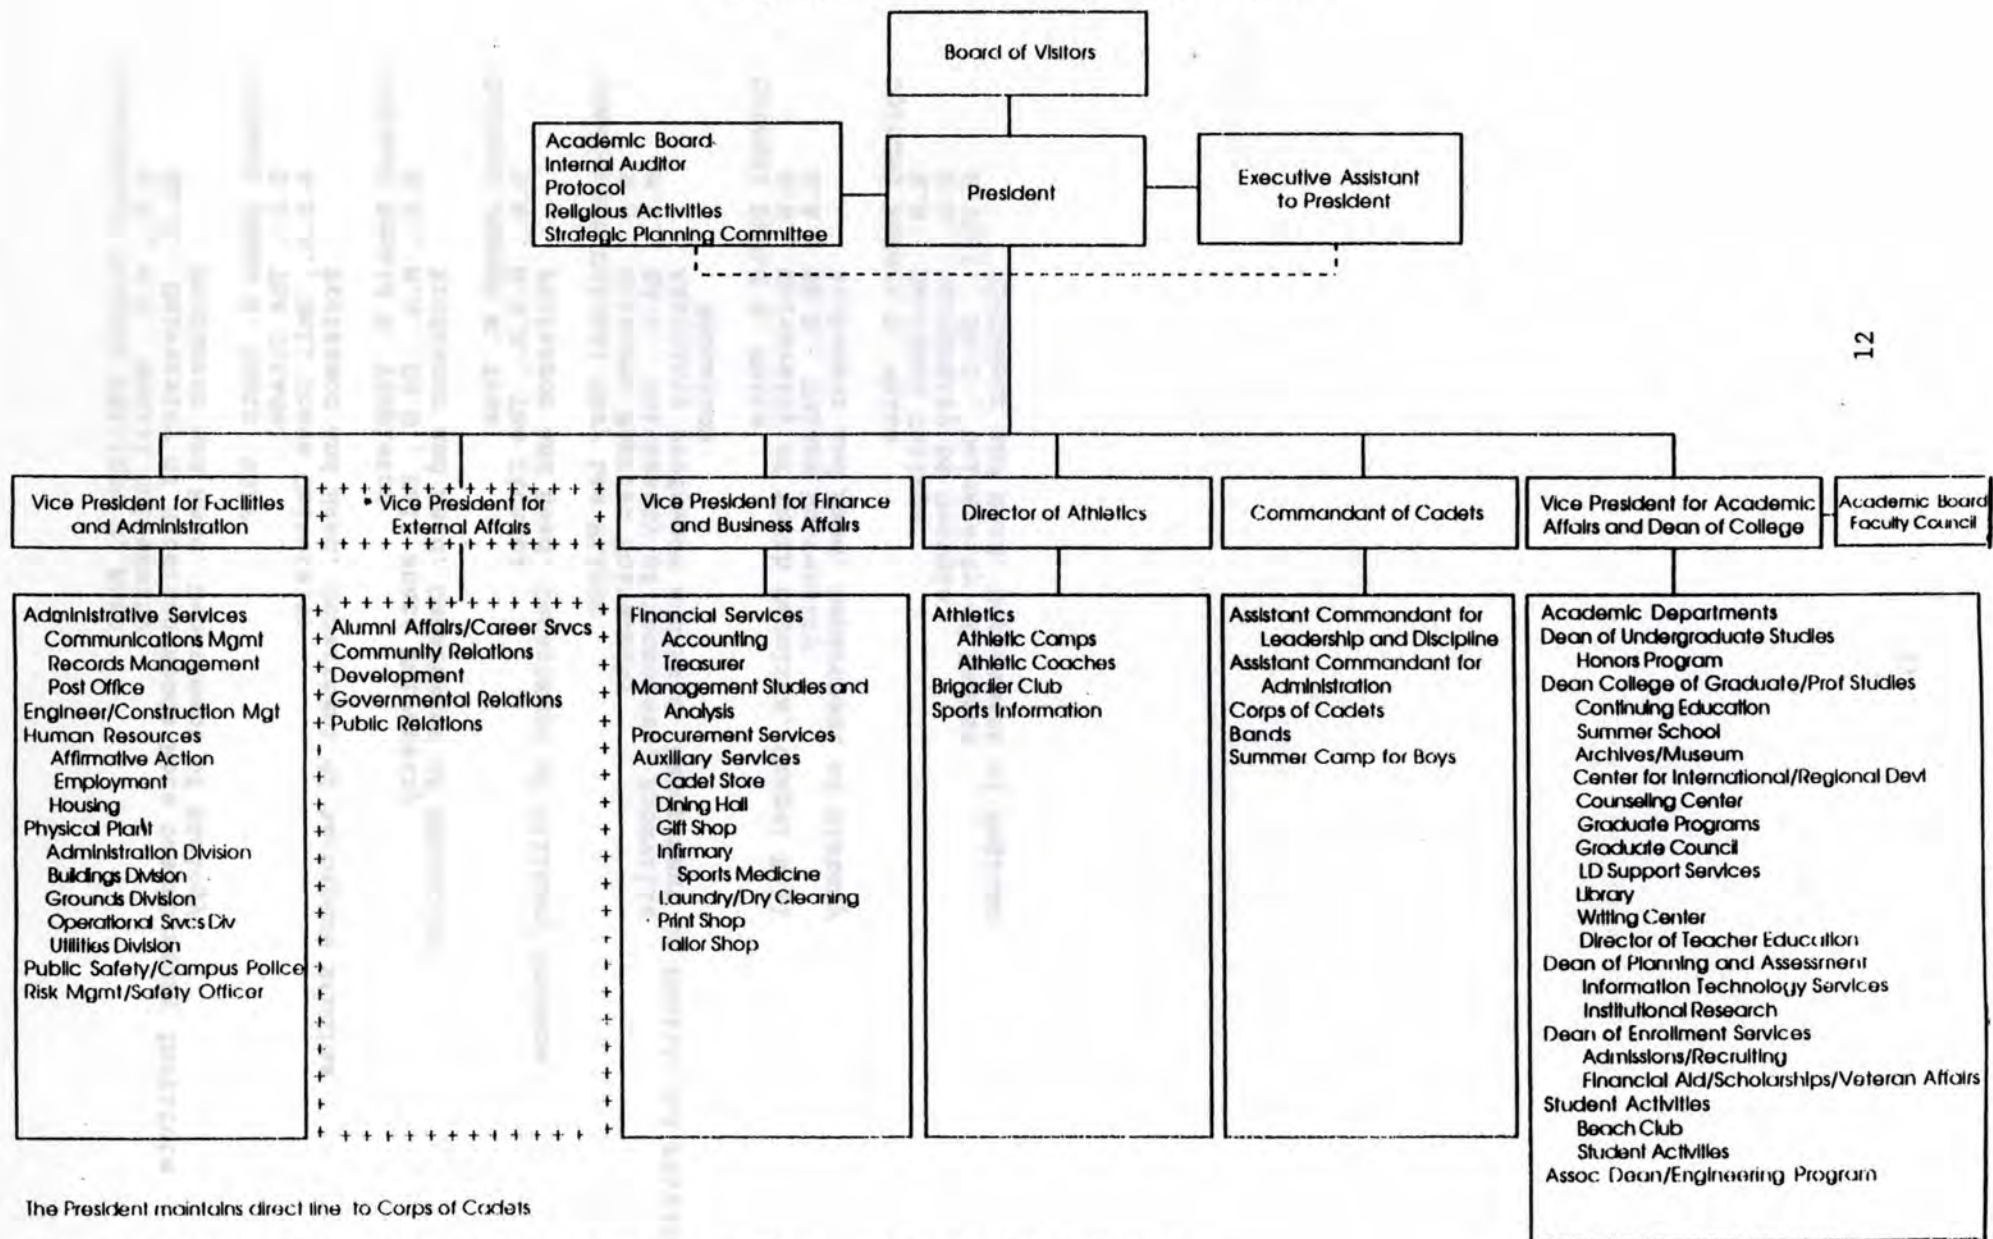 Board of Visitors
Academic Board
Internal Auditor
Protocol
Religious Activities
Strategic Planning Committee
President
Executive Assistant
to President
12
Vice President for Facilities
and Administration
* Vice President for
External Affairs
Vice President for Finance
and Business Affairs
Director of Athletics
Commandant of Cadets
Vice President for Academic
Affairs and Dean of College
Academic Board
Faculty Council
Administrative Services
Communications Mgmt
Records Management
Post Office
Engineer/Construction Mgt
Human Resources
Affirmative Action
Employment
Housing
Physical Plant
Administration Division
Buildings Division
Grounds Division
Operational Srvcs Div
Utilities Division
Public Safety/Campus Police
Risk Mgmt/Safety Officer
Alumni Affairs/Career Srvcs
Community Relations
Development
Governmental Relations
Public Relations
Financial Services
Accounting
Treasurer
Management Studies and
Analysis
Procurement Services
Auxiliary Services
Cadet Store
Dining Hall
Gift Shop
Infirmary
Sports Medicine
Laundry/Dry Cleaning
Print Shop
Tailor Shop
Athletics
Athletic Camps
Athletic Coaches
Brigadier Club
Sports Information
Assistant Commandant for
Leadership and Discipline
Assistant Commandant for
Administration
Corps of Cadets
Bands
Summer Camp for Boys
Academic Departments
Dean of Undergraduate Studies
Honors Program
Dean College of Graduate/Prof Studies
Continuing Education
Summer School
Archives/Museum
Center for International/Regional Devl
Counseling Center
Graduate Programs
Graduate Council
LD Support Services
Library
Writing Center
Director of Teacher Education
Dean of Planning and Assessment
Information Technology Services
Institutional Research
Dean of Enrollment Services
Admissions/Recruiting
Financial Aid/Scholarships/Veteran Affairs
Student Activities
Beach Club
Student Activities
Assoc Dean/Engineering Program
The President maintains direct line to Corps of Cadets